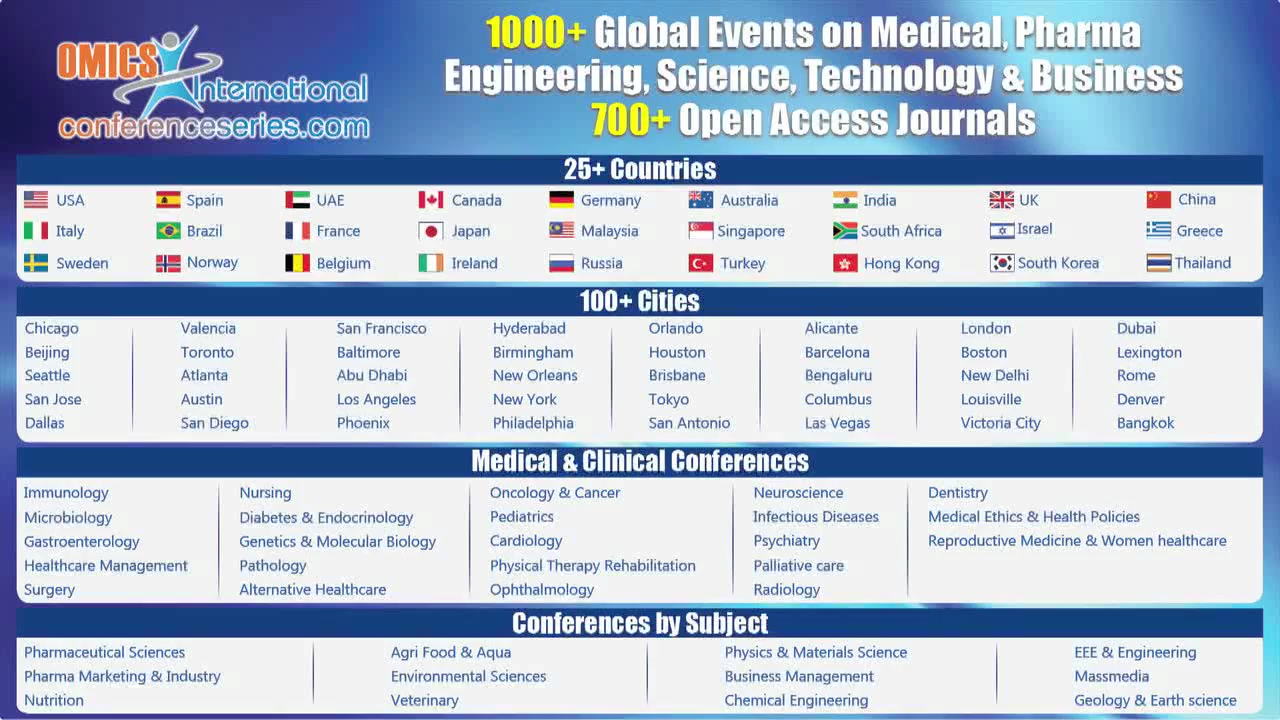 OMICS
International
conferenceseries.com
1000+ Global Events on Medical, Pharma
Engineering, Science, Technology & Business
700+ Open Access Journals
25+ Countries
USA Spain UAE Canada Germany Australia India UK China
Italy Brazil France Japan Malaysia Singapore South Africa Israel Greece
Sweden Norway Belgium Ireland Russia Turkey Hong Kong South Korea Thailand
100+ Cities
Chicago Valencia San Francisco Hyderabad Orlando Alicante London Dubai
Beijing Toronto Baltimore Birmingham Houston Barcelona Boston Lexington
Seattle Atlanta Abu Dhabi New Orleans Brisbane Bengaluru New Delhi Rome
San Jose Austin Los Angeles New York Tokyo Columbus Louisville Denver
Dallas San Diego Phoenix Philadelphia San Antonio Las Vegas Victoria City Bangkok
Medical & Clinical Conferences
Immunology Nursing Oncology & Cancer Neuroscience Dentistry
Microbiology Diabetes & Endocrinology Pediatrics Infectious Diseases Medical Ethics & Health Policies
Gastroenterology Genetics & Molecular Biology Cardiology Psychiatry Reproductive Medicine & Women healthcare
Healthcare Management Pathology Physical Therapy Rehabilitation Palliative care
Surgery Alternative Healthcare Ophthalmology Radiology
Conferences by Subject
Pharmaceutical Sciences Agri Food & Aqua Physics & Materials Science EEE & Engineering
Pharma Marketing & Industry Environmental Sciences Business Management Massmedia
Nutrition Veterinary Chemical Engineering Geology & Earth science